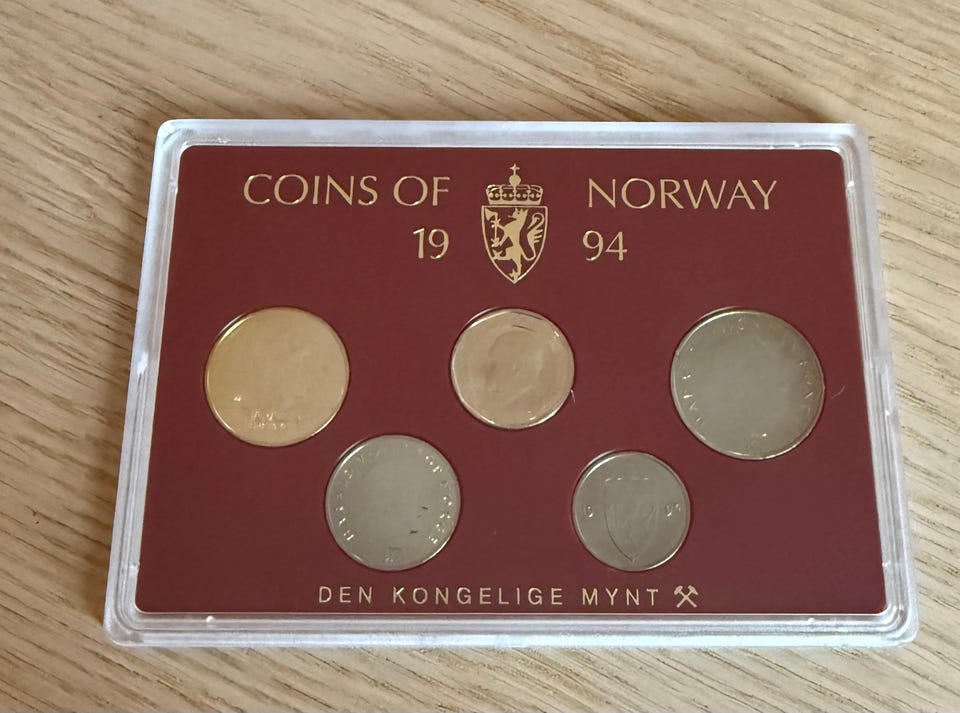 COINS OF NORWAY
19 94
DEN KONGELIGE MYNT